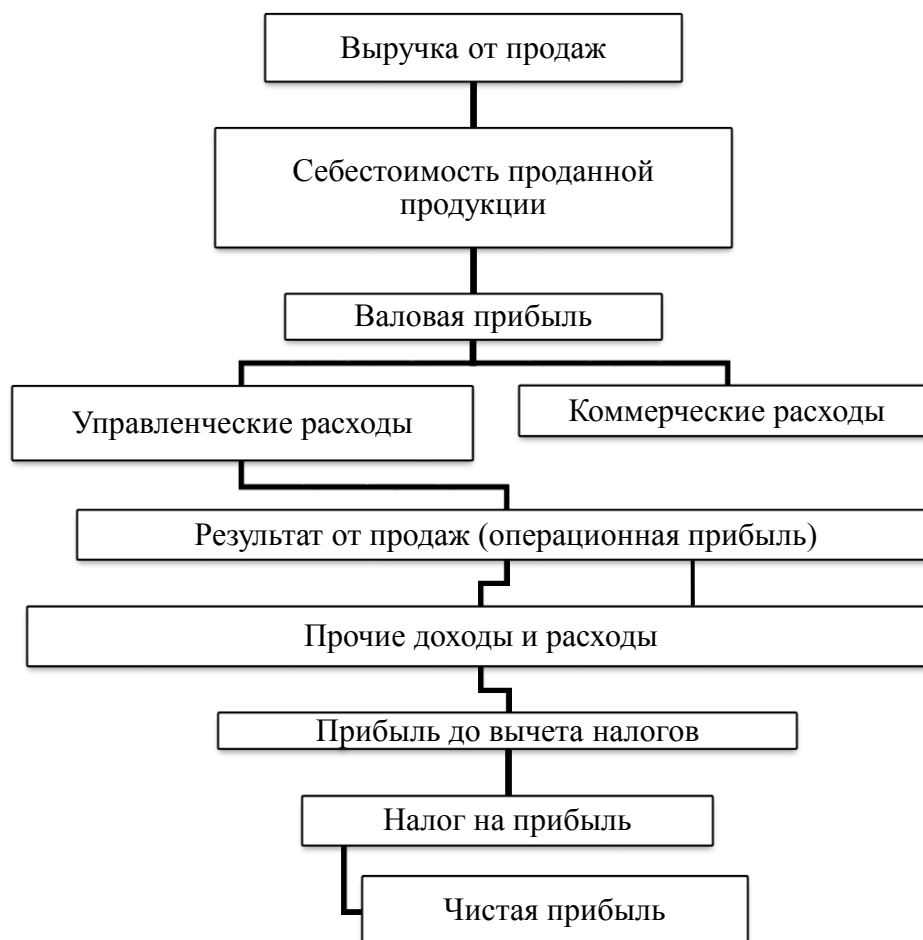 Выручка от продаж
Себестоимость проданной
продукции
Валовая прибыль
Управленческие расходы
Коммерческие расходы
Результат от продаж (операционная прибыль)
Прочие доходы и расходы
Прибыль до вычета налогов
Налог на прибыль
Чистая прибыль